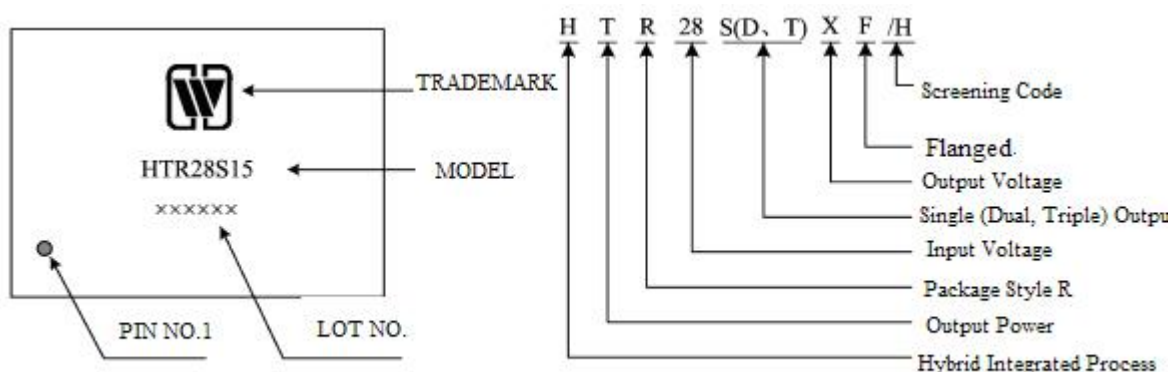 H T R 28 S(D、T) X F /H
TRADEMARK
HTR28S15
MODEL
××××××
PIN NO.1
LOT NO.
Screening Code
Flanged.
Output Voltage
Single (Dual, Triple) Outpu
Input Voltage
Package Style R
Output Power
Hybrid Integrated Process